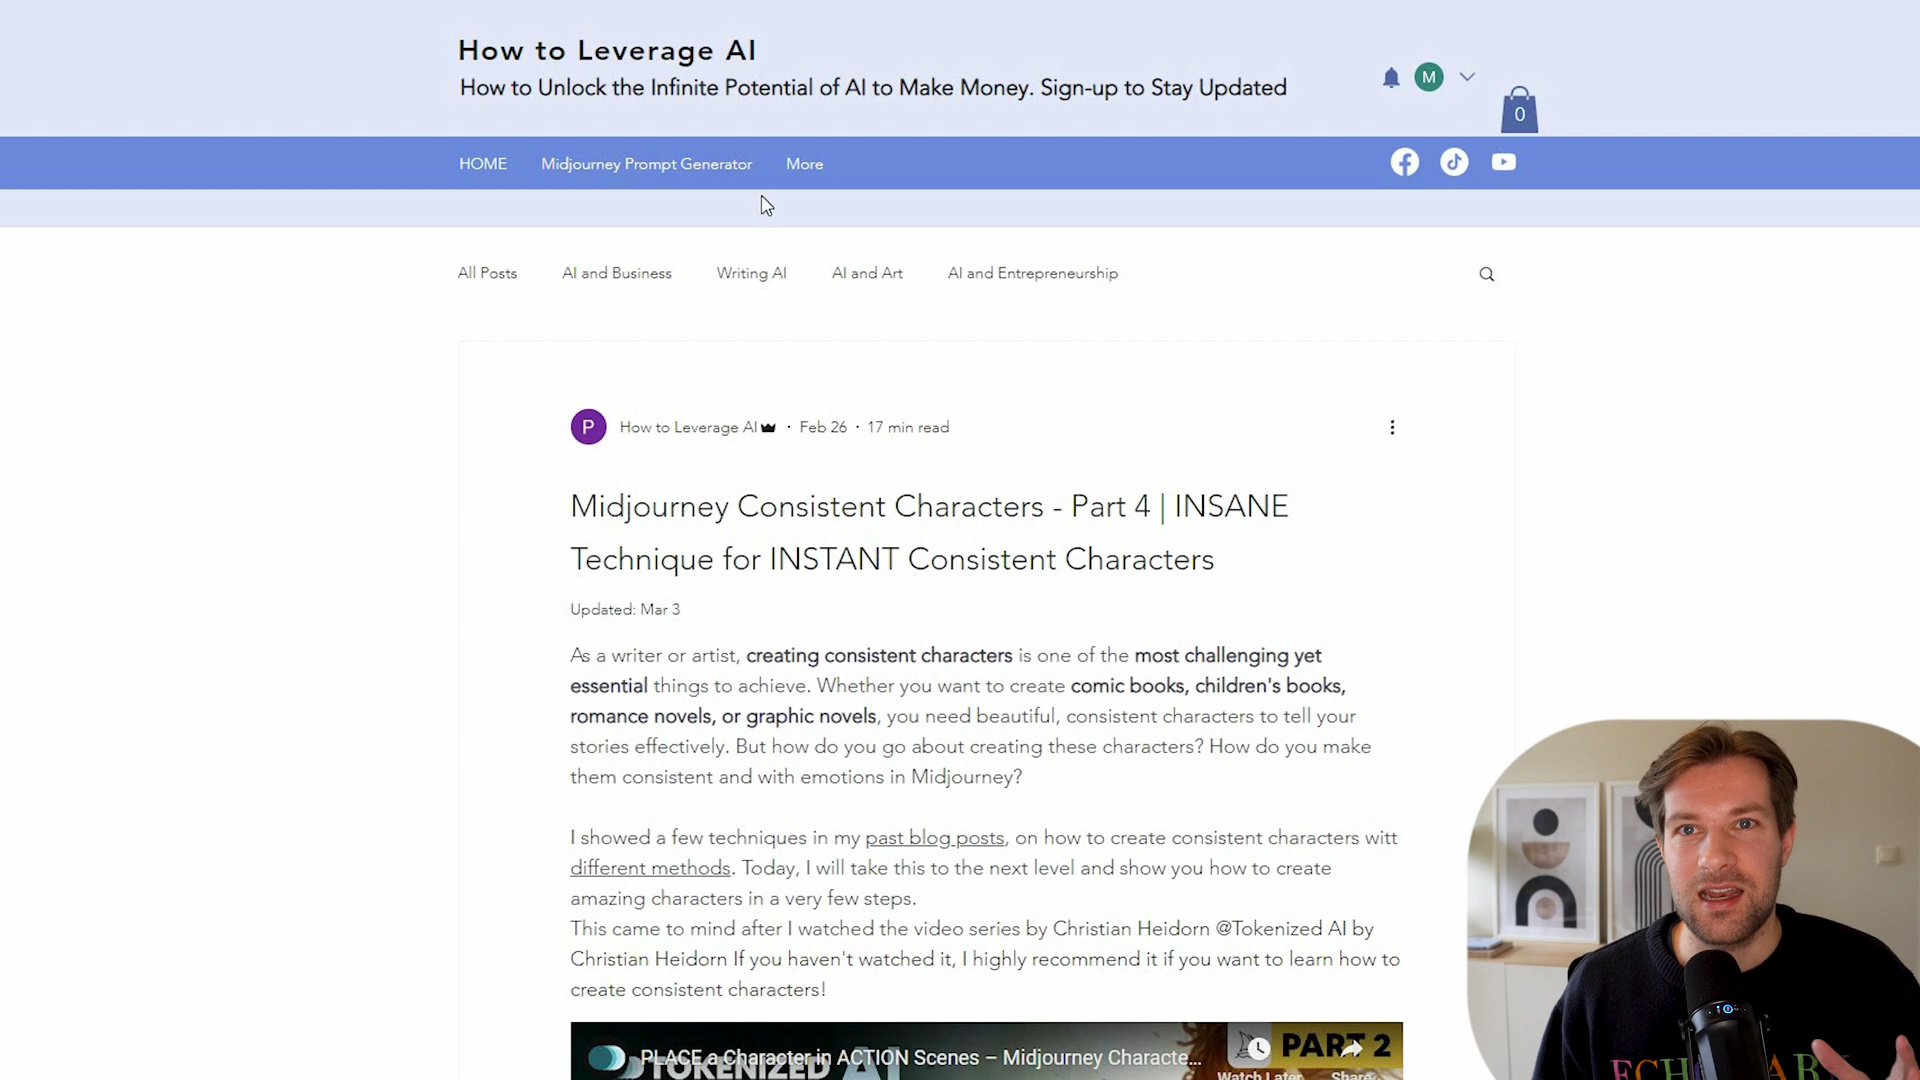 How to Leverage AI
How to Unlock the Infinite Potential of AI to Make Money. Sign-up to Stay Updated
M
0
HOME
Midjourney Prompt Generator
More
All Posts
AI and Business
Writing AI
AI and Art
AI and Entrepreneurship
P
How to Leverage AI · Feb 26 · 17 min read
Midjourney Consistent Characters - Part 4 | INSANE
Technique for INSTANT Consistent Characters
Updated: Mar 3
As a writer or artist, creating consistent characters is one of the most challenging yet
essential things to achieve. Whether you want to create comic books, children's books,
romance novels, or graphic novels, you need beautiful, consistent characters to tell your
stories effectively. But how do you go about creating these characters? How do you make
them consistent and with emotions in Midjourney?
I showed a few techniques in my past blog posts, on how to create consistent characters witt
different methods. Today, I will take this to the next level and show you how to create
amazing characters in a very few steps.
This came to mind after I watched the video series by Christian Heidorn @Tokenized AI by
Christian Heidorn If you haven't watched it, I highly recommend it if you want to learn how to
create consistent characters!
PLACE a Character in ACTION Scenes – Midjourney Characte...
PART 2
TOKENIZED AI
Watch Later
Share